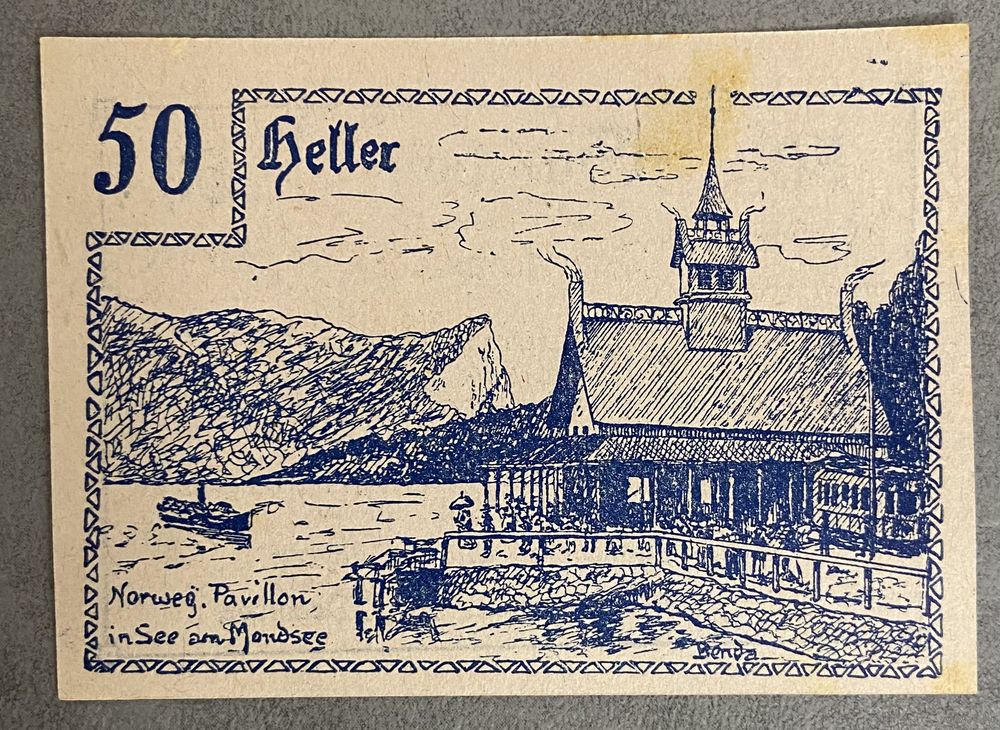 50
Heller
Norweg. Pavillon
in See am Mondsee
Benda